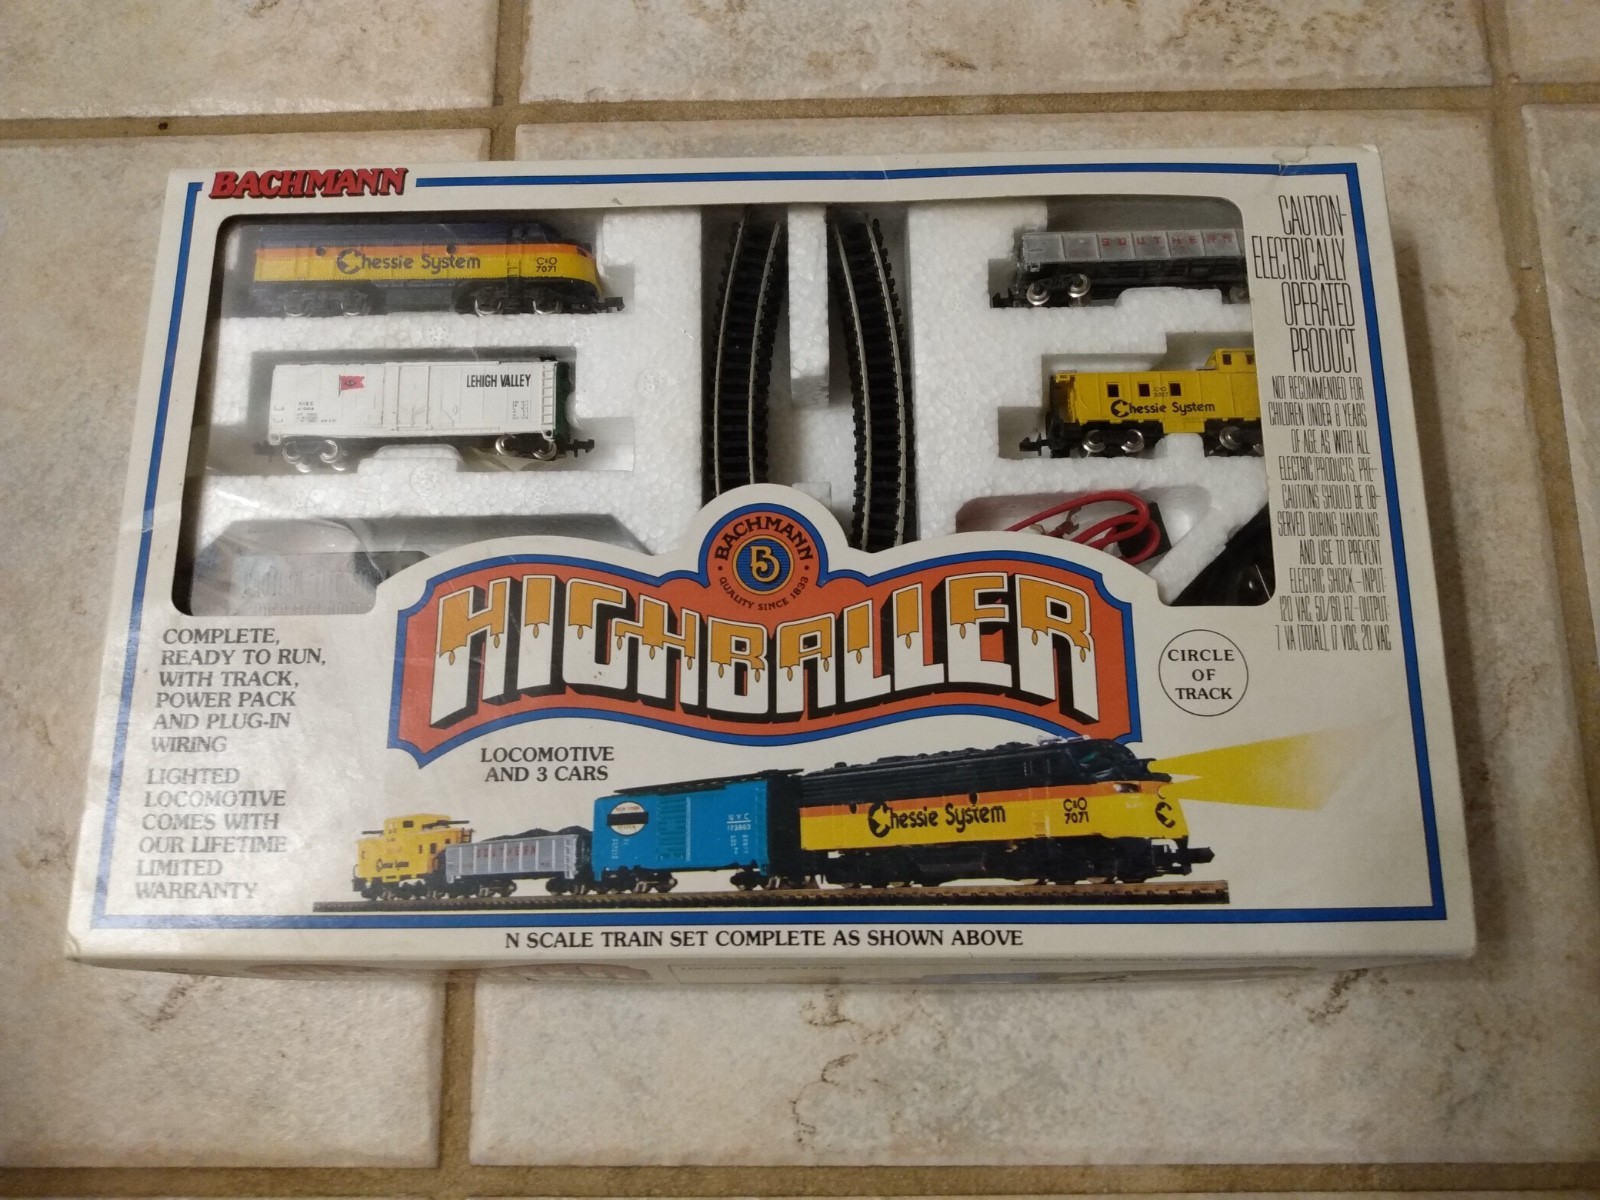 BACHMANN
Chessie System
C&O
7071
LEHIGH VALLEY
SOUTHERN
C&O
Chessie System
CAUTION-
ELECTRICALLY
OPERATED
PRODUCT
NOT RECOMMENDED FOR
CHILDREN UNDER 8 YEARS
OF AGE AS WITH ALL
ELECTRIC PRODUCTS, PRE-
CAUTIONS SHOULD BE OB-
SERVED DURING HANDLING
AND USE TO PREVENT
ELECTRIC SHOCK-INPUT:
120 VAC, 50/60 HZ-OUTPUT:
7 VA (TOTAL), 17 VDC, 20 VAC
BACHMANN
B
QUALITY SINCE 1833
HIGHBALLER
COMPLETE,
READY TO RUN,
WITH TRACK,
POWER PACK
AND PLUG-IN
WIRING
LIGHTED
LOCOMOTIVE
COMES WITH
OUR LIFETIME
LIMITED
WARRANTY
CIRCLE
OF
TRACK
LOCOMOTIVE
AND 3 CARS
Chessie System
NYC
Chessie System
C&O
7071
N SCALE TRAIN SET COMPLETE AS SHOWN ABOVE